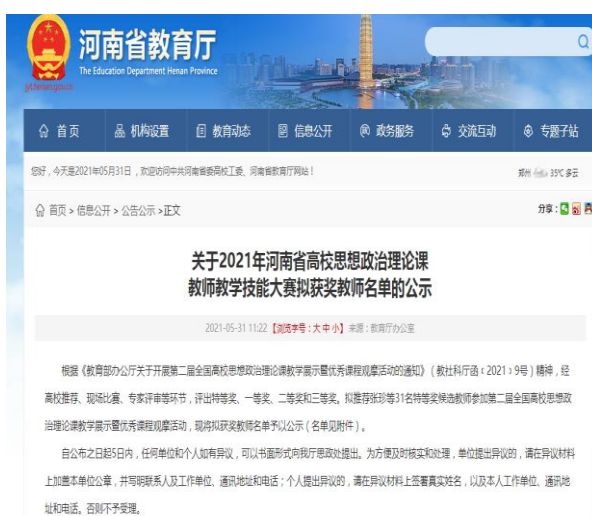 河南省教育厅
The Education Department Henan Province
首页 机构设置 教育动态 信息公开 政务服务 交流互动 专题子站
您好，今天是2021年05月31日，欢迎访问中共河南省委高校工委、河南省教育厅网站！ 郑州 35℃ 多云
首页 > 信息公开 > 公告公示 >正文 分享：
关于2021年河南省高校思想政治理论课
教师教学技能大赛拟获奖教师名单的公示
2021-05-31 11:22 【浏览字号：大 中 小】 来源：教育厅办公室
根据《教育部办公厅关于开展第二届全国高校思想政治理论课教学展示暨优秀课程观摩活动的通知》（教社科厅函〔2021〕9号）精神，经
高校推荐、现场比赛、专家评审等环节，评出特等奖、一等奖、二等奖和三等奖。拟推荐张珍等31名特等奖候选教师参加第二届全国高校思想政
治理论课教学展示暨优秀课程观摩活动，现将拟获奖教师名单予以公示（名单见附件）。
自公布之日起5日内，任何单位和个人如有异议，可以书面形式向我厅思政处提出。为方便及时核实和处理，单位提出异议的，请在异议材料
上加盖本单位公章，并写明联系人及工作单位、通讯地址和电话；个人提出异议的，请在异议材料上签署真实姓名，以及本人工作单位、通讯地
址和电话。否则不予受理。